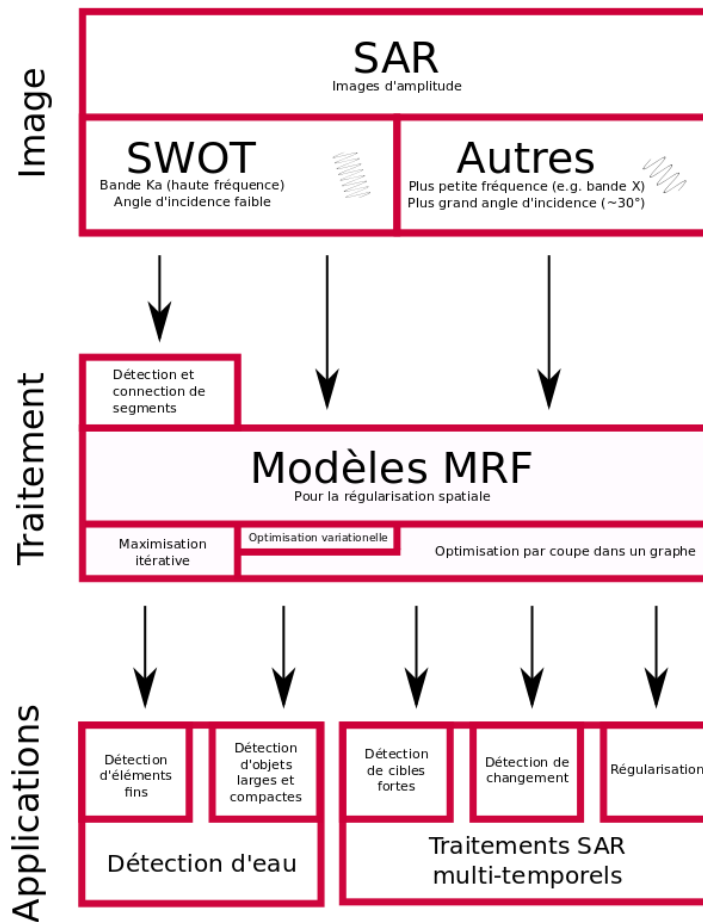 Image
SAR
Images d'amplitude
SWOT
Bande Ka (haute fréquence)
Angle d'incidence faible
Autres
Plus petite fréquence (e.g. bande X)
Plus grand angle d'incidence (~30°)
Traitement
Détection et
connection de
segments
Modèles MRF
Pour la régularisation spatiale
Maximisation
itérative
Optimisation variationelle
Optimisation par coupe dans un graphe
Applications
Détection
d'éléments
fins
Détection
d'objets
larges et
compactes
Détection d'eau
Détection
de cibles
fortes
Détection de
changement
Régularisation
Traitements SAR
multi-temporels